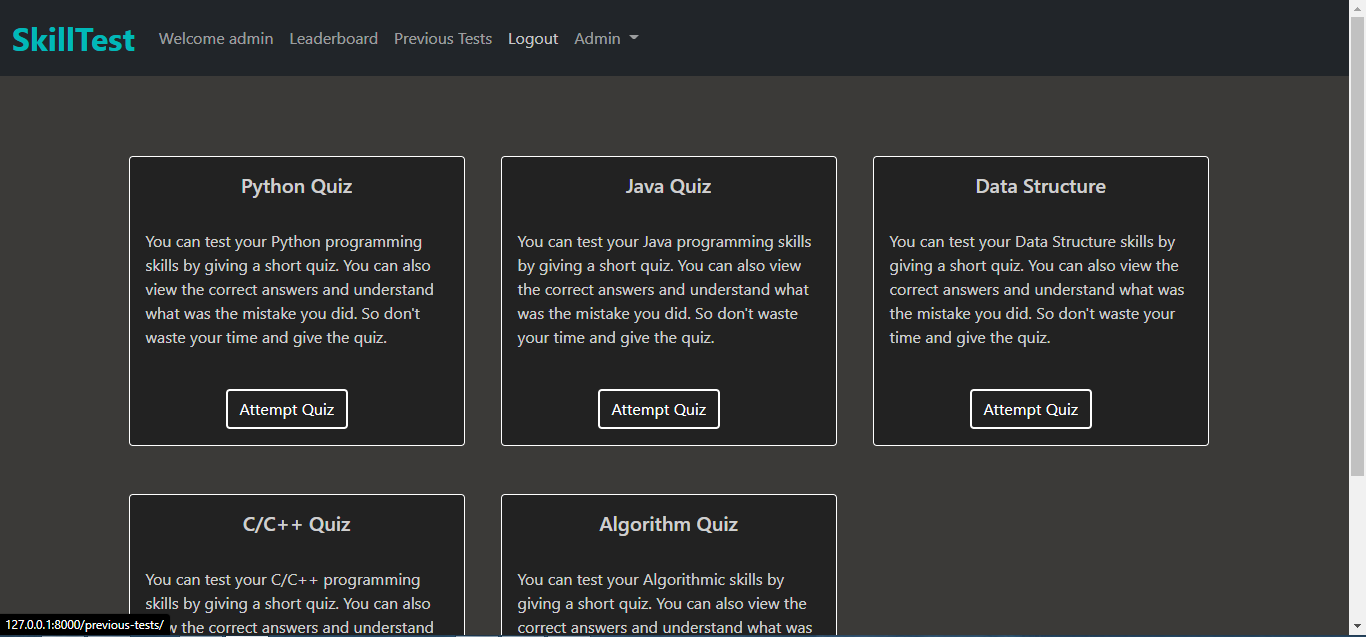 SkillTest Welcome admin Leaderboard Previous Tests Logout Admin
Python Quiz
You can test your Python programming
skills by giving a short quiz. You can also
view the correct answers and understand
what was the mistake you did. So don't
waste your time and give the quiz.
Attempt Quiz
Java Quiz
You can test your Java programming skills
by giving a short quiz. You can also view
the correct answers and understand what
was the mistake you did. So don't waste
your time and give the quiz.
Attempt Quiz
Data Structure
You can test your Data Structure skills by
giving a short quiz. You can also view the
correct answers and understand what was
the mistake you did. So don't waste your
time and give the quiz.
Attempt Quiz
C/C++ Quiz
You can test your C/C++ programming
skills by giving a short quiz. You can also
the correct answers and understand
Algorithm Quiz
You can test your Algorithmic skills by
giving a short quiz. You can also view the
correct answers and understand what was
127.0.0.1:8000/previous-tests/